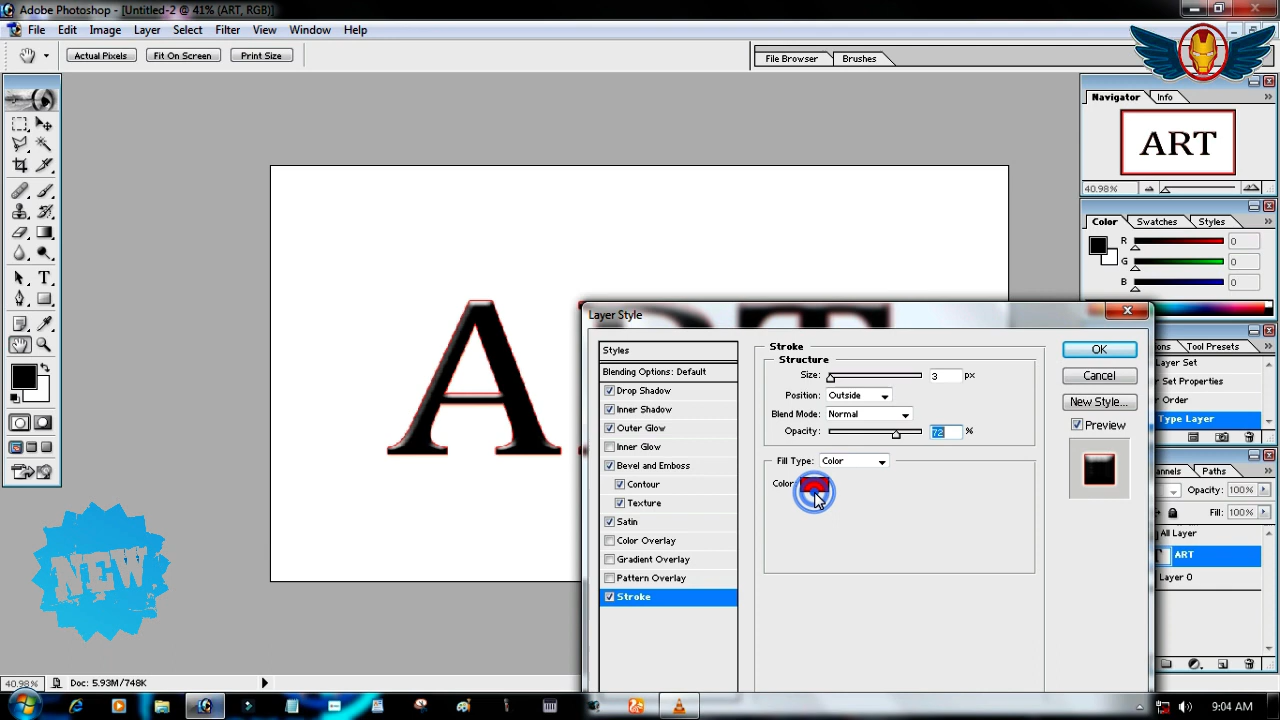 Adobe Photoshop - [Untitled-2 @ 41% (ART, RGB)]
File Edit Image Layer Select Filter View Window Help
Actual Pixels Fit On Screen Print Size File Browser Brushes
Navigator Info
ART
40.98%
Color Swatches Styles
R 0
G 0
B 0
ART
Layer Style
Styles
Blending Options: Default
Drop Shadow
Inner Shadow
Outer Glow
Inner Glow
Bevel and Emboss
Contour
Texture
Satin
Color Overlay
Gradient Overlay
Pattern Overlay
Stroke
Stroke
Structure
Size: 3 px
Position: Outside
Blend Mode: Normal
Opacity: 72 %
Fill Type: Color
Color
OK
Cancel
New Style...
Preview
Tool Presets
Layer Set
Set Properties
Order
Type Layer
Paths
Opacity: 100%
Fill: 100%
All Layer
ART
Layer 0
NEW
40.98% Doc: 5.93M/748K
9:04 AM